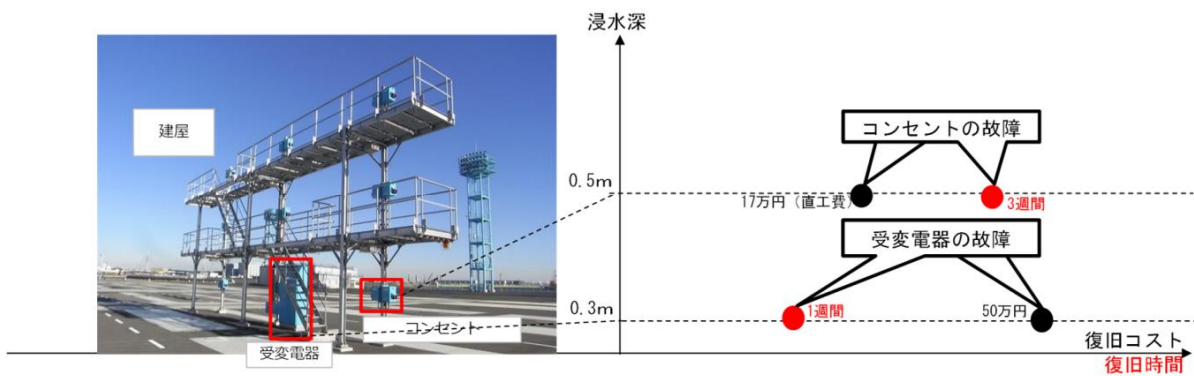 浸水深
建屋
コンセントの故障
0.5m
17万円（直工費）
3週間
受変電器の故障
0.3m
1週間
50万円
コンセント
受変電器
復旧コスト
復旧時間